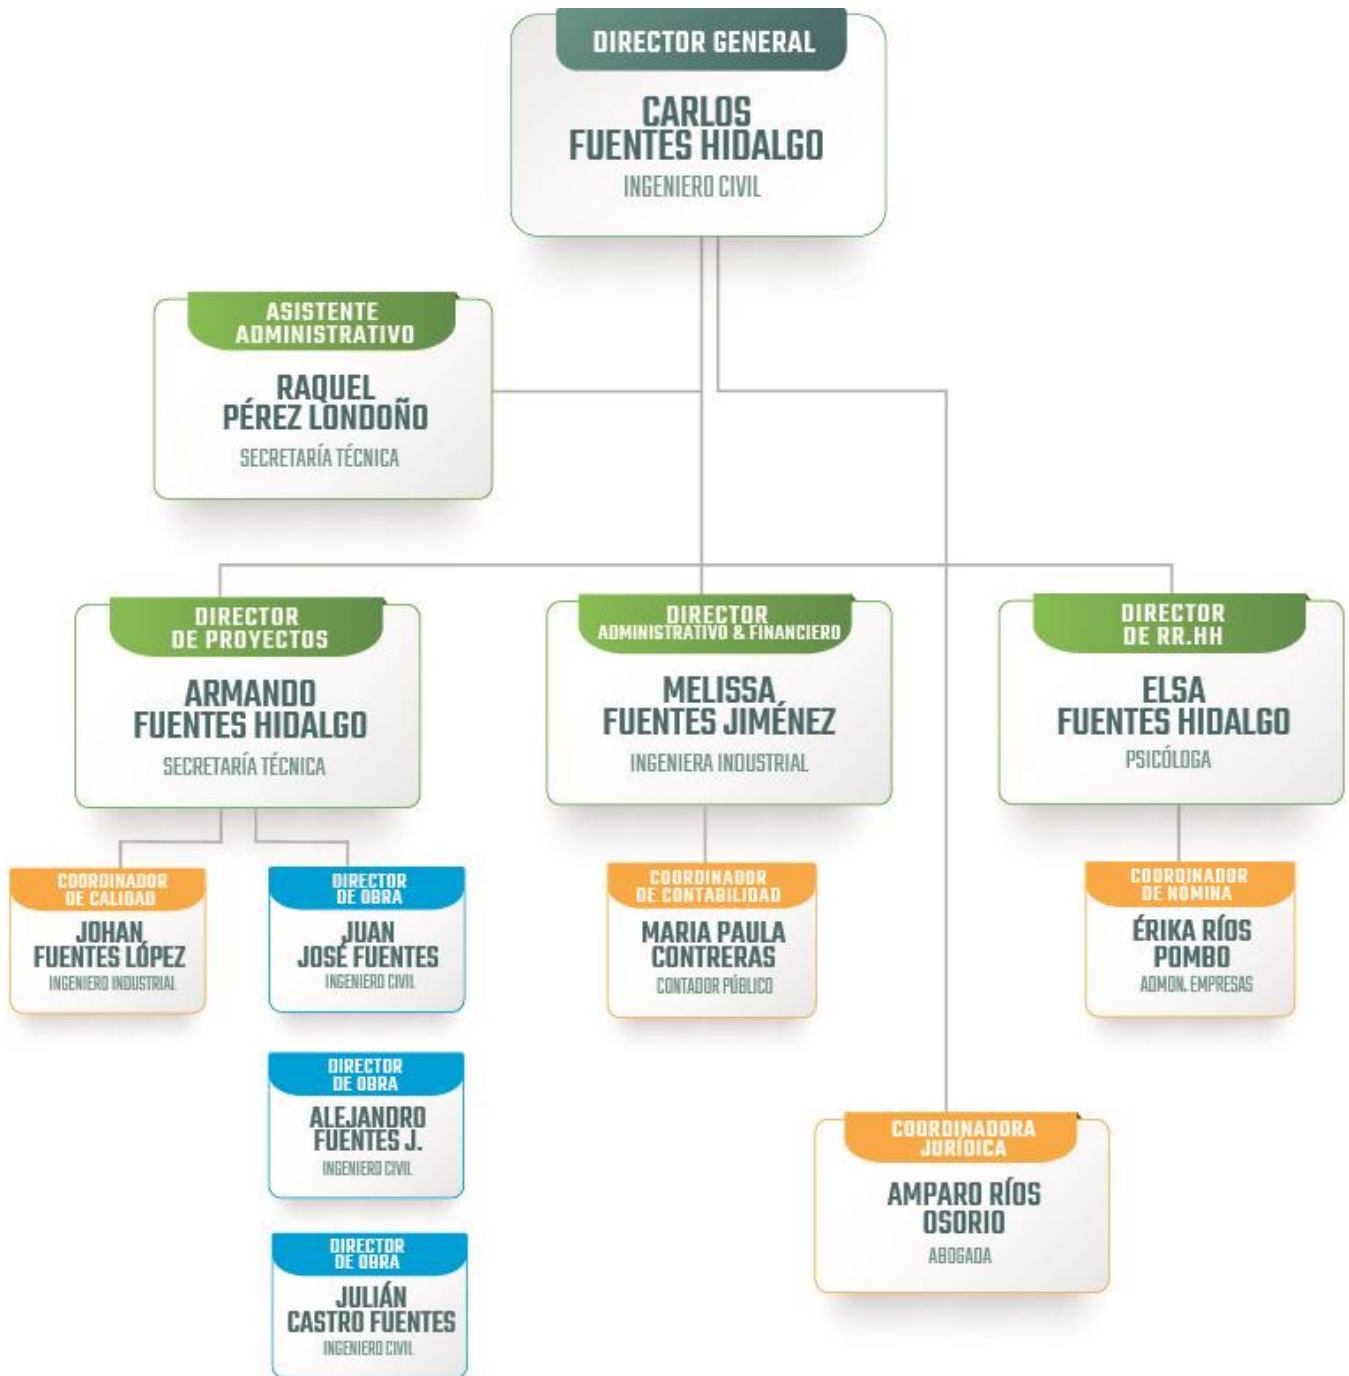 DIRECTOR GENERAL
CARLOS
FUENTES HIDALGO
INGENIERO CIVIL
ASISTENTE
ADMINISTRATIVO
RAQUEL
PÉREZ LONDOÑO
SECRETARÍA TÉCNICA
DIRECTOR
DE PROYECTOS
ARMANDO
FUENTES HIDALGO
SECRETARÍA TÉCNICA
DIRECTOR
ADMINISTRATIVO & FINANCIERO
MELISSA
FUENTES JIMÉNEZ
INGENIERA INDUSTRIAL
DIRECTOR
DE RR.HH
ELSA
FUENTES HIDALGO
PSICÓLOGA
COORDINADOR
DE CALIDAD
JOHAN
FUENTES LÓPEZ
INGENIERO INDUSTRIAL
DIRECTOR
DE OBRA
JUAN
JOSÉ FUENTES
INGENIERO CIVIL
COORDINADOR
DE CONTABILIDAD
MARIA PAULA
CONTRERAS
CONTADOR PÚBLICO
COORDINADOR
DE NOMINA
ÉRIKA RÍOS
POMBO
ADMON. EMPRESAS
DIRECTOR
DE OBRA
ALEJANDRO
FUENTES J.
INGENIERO CIVIL
COORDINADORA
JURÍDICA
AMPARO RÍOS
OSORIO
ABOGADA
DIRECTOR
DE OBRA
JULIÁN
CASTRO FUENTES
INGENIERO CIVIL